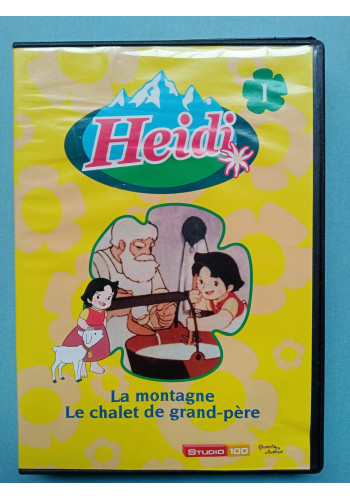 1
Heidi
La montagne
Le chalet de grand-père
STUDIO 100